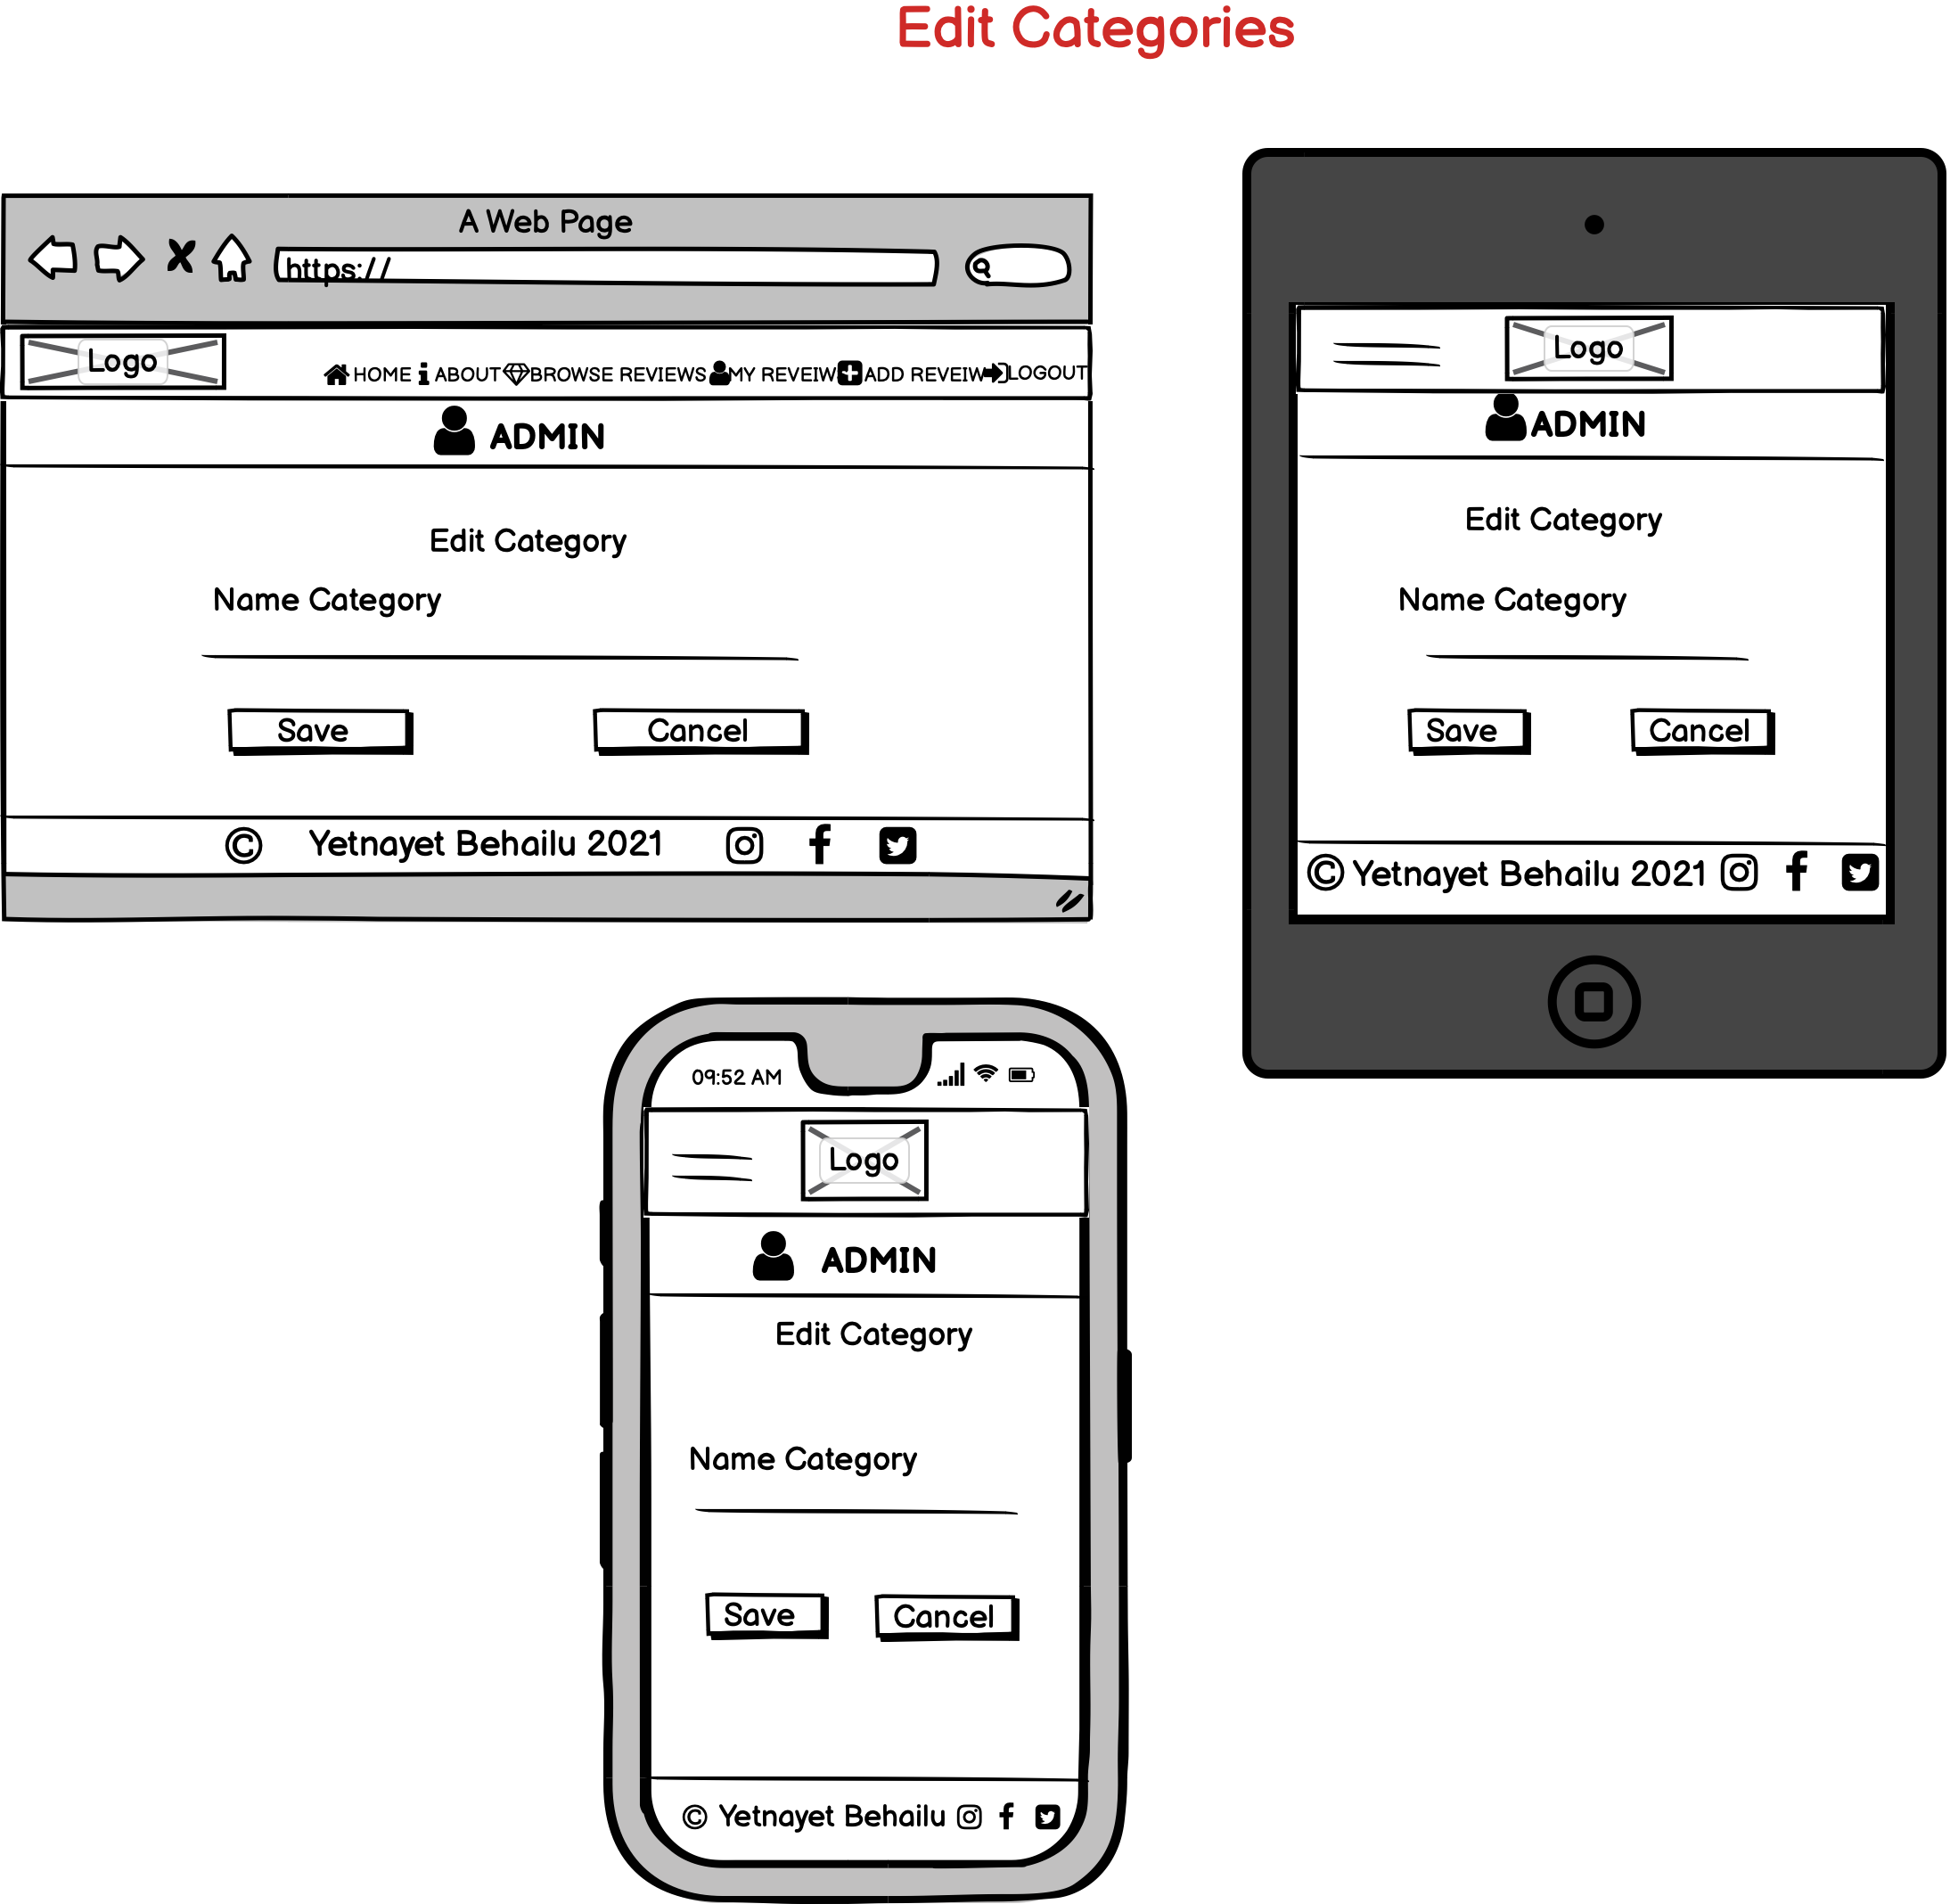 Edit Categories
A Web Page
https://
Logo
HOME ABOUT BROWSE REVIEWS MY REVEIW ADD REVEIW LOGOUT
ADMIN
Edit Category
Name Category
Save Cancel
© Yetnayet Behailu 2021
Logo
ADMIN
Edit Category
Name Category
Save Cancel
© Yetnayet Behailu 2021
09:52 AM
Logo
ADMIN
Edit Category
Name Category
Save Cancel
© Yetnayet Behailu